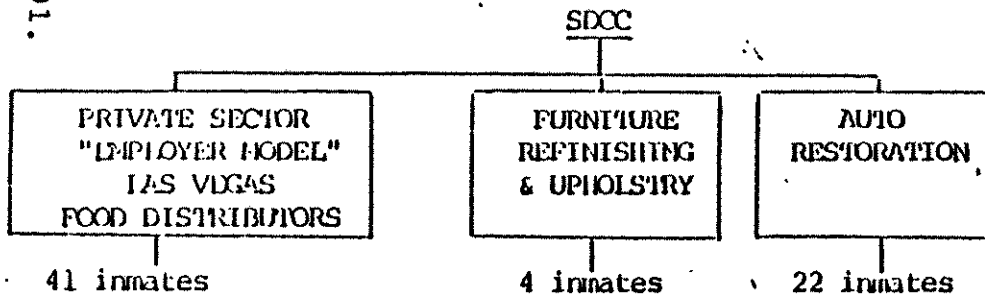 01.
SDCC
PRIVATE SECTOR
"EMPLOYER MODEL"
LAS VEGAS
FOOD DISTRIBUTORS
FURNITURE
REFINISHING
& UPHOLSTRY
AUTO
RESTORATION
41 inmates
4 inmates
22 inmates